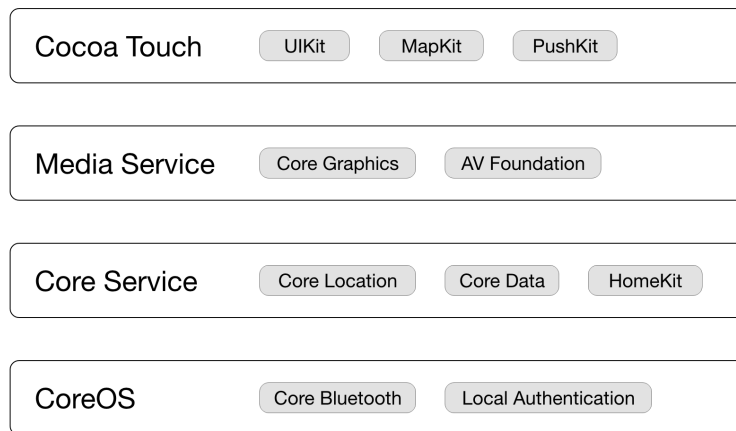 Cocoa Touch UIKit MapKit PushKit
Media Service Core Graphics AV Foundation
Core Service Core Location Core Data HomeKit
CoreOS Core Bluetooth Local Authentication